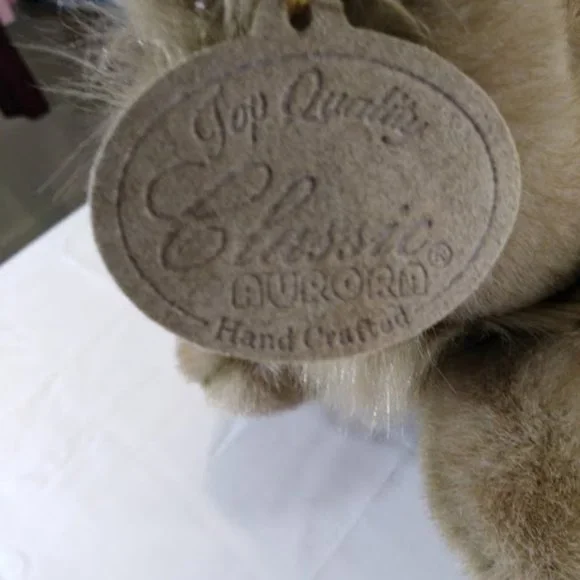 Top Quality
Classic
AURORA®
Hand Crafted